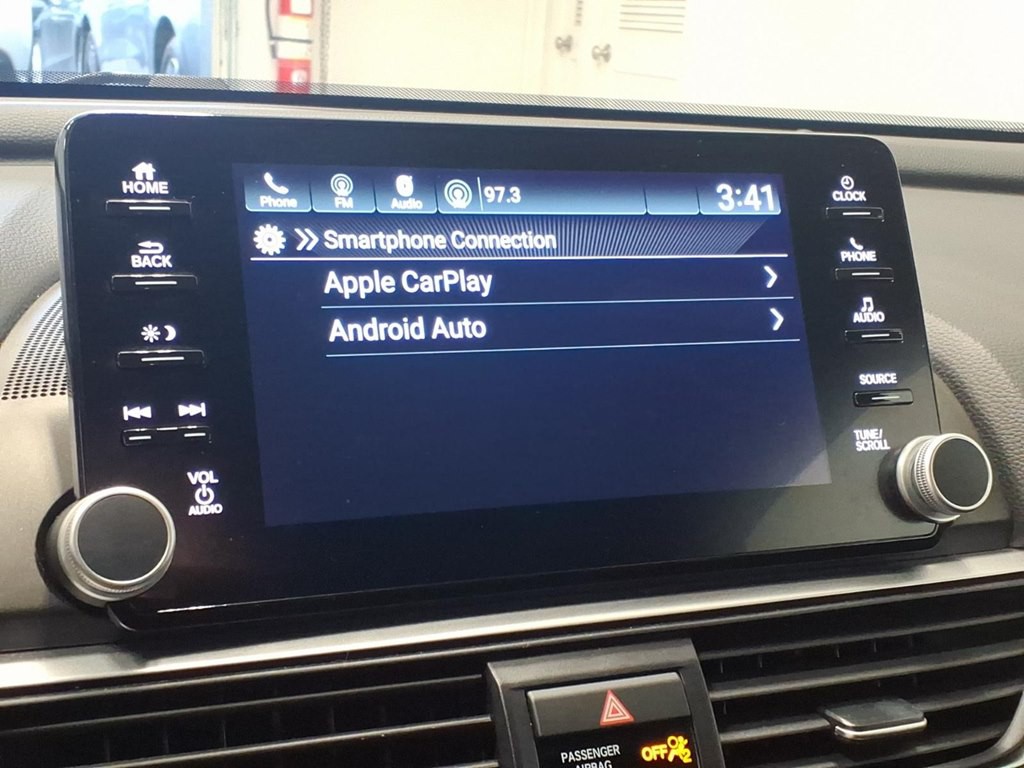 HOME
BACK
VOL
AUDIO
Phone
FM
Audio
97.3
3:41
Smartphone Connection
Apple CarPlay
Android Auto
CLOCK
PHONE
AUDIO
SOURCE
TUNE/
SCROLL
PASSENGER
AIRBAG
OFF
2